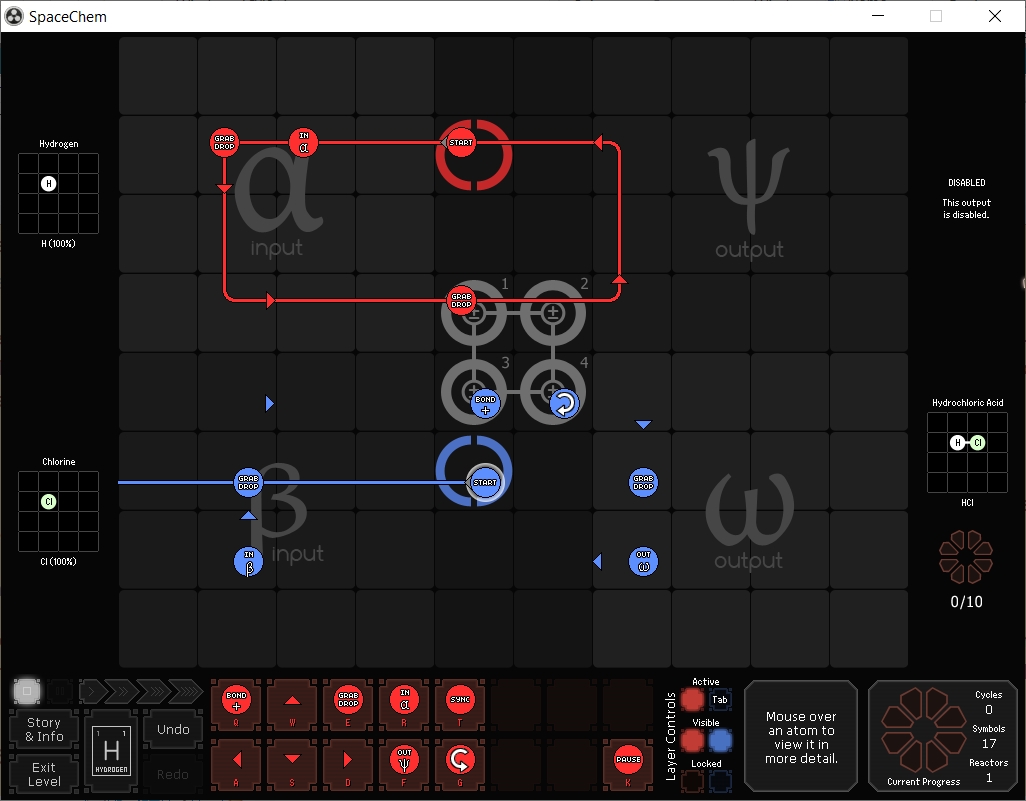 SpaceChem
Hydrogen
H
H (100%)
Chlorine
Cl
Cl (100%)
GRAB
DROP
IN
α
START
α
input
ψ
output
GRAB
DROP
±
1
±
2
3
4
BOND
+
GRAB
DROP
START
GRAB
DROP
β
input
IN
β
OUT
ω
ω
output
DISABLED
This output
is disabled.
Hydrochloric Acid
H
Cl
HCl
0/10
Story
& Info
Exit
Level
1
1
H
HYDROGEN
Undo
Redo
BOND
+
Q
W
GRAB
DROP
E
IN
α
R
SYNC
T
A
S
D
OUT
ψ
F
G
PAUSE
K
Layer Controls
Active
Tab
Visible
Locked
Mouse over
an atom to
view it in
more detail.
Cycles
0
Symbols
17
Reactors
1
Current Progress